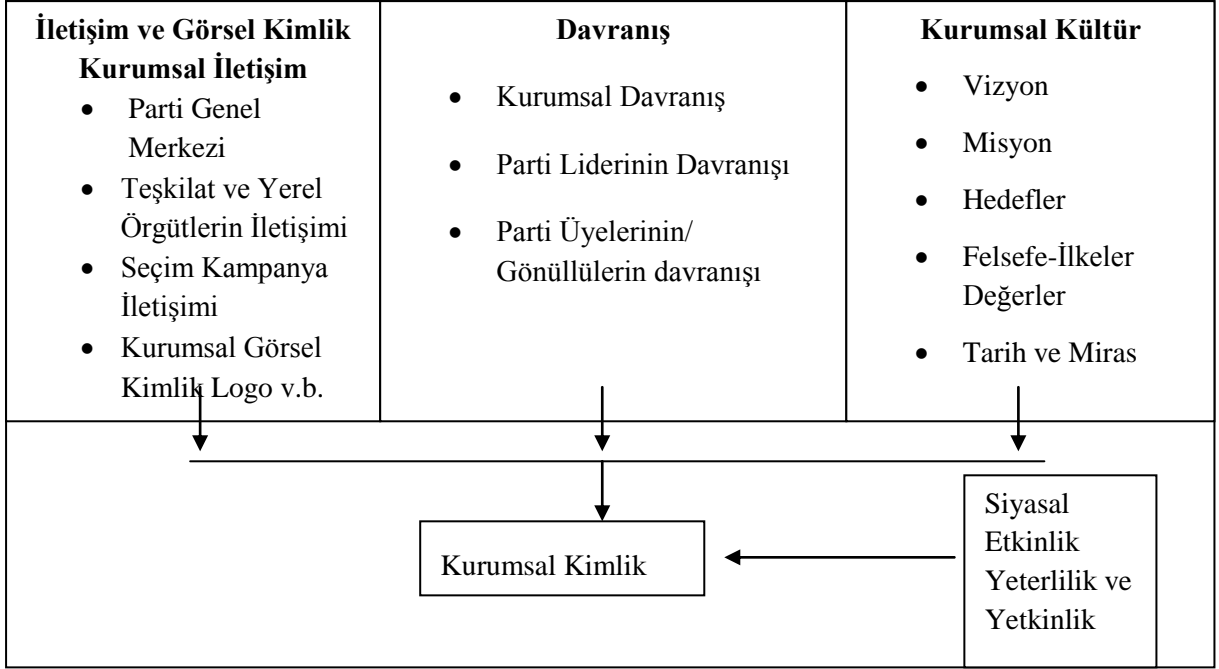 İletişim ve Görsel Kimlik
Kurumsal İletişim
• Parti Genel
Merkezi
• Teşkilat ve Yerel
Örgütlerin İletişimi
• Seçim Kampanya
İletişimi
• Kurumsal Görsel
Kimlik Logo v.b.
Davranış
• Kurumsal Davranış
• Parti Liderinin Davranışı
• Parti Üyelerinin/
Gönüllülerin davranışı
Kurumsal Kültür
• Vizyon
• Misyon
• Hedefler
• Felsefe-İlkeler
Değerler
• Tarih ve Miras
Kurumsal Kimlik
Siyasal
Etkinlik
Yeterlilik ve
Yetkinlik